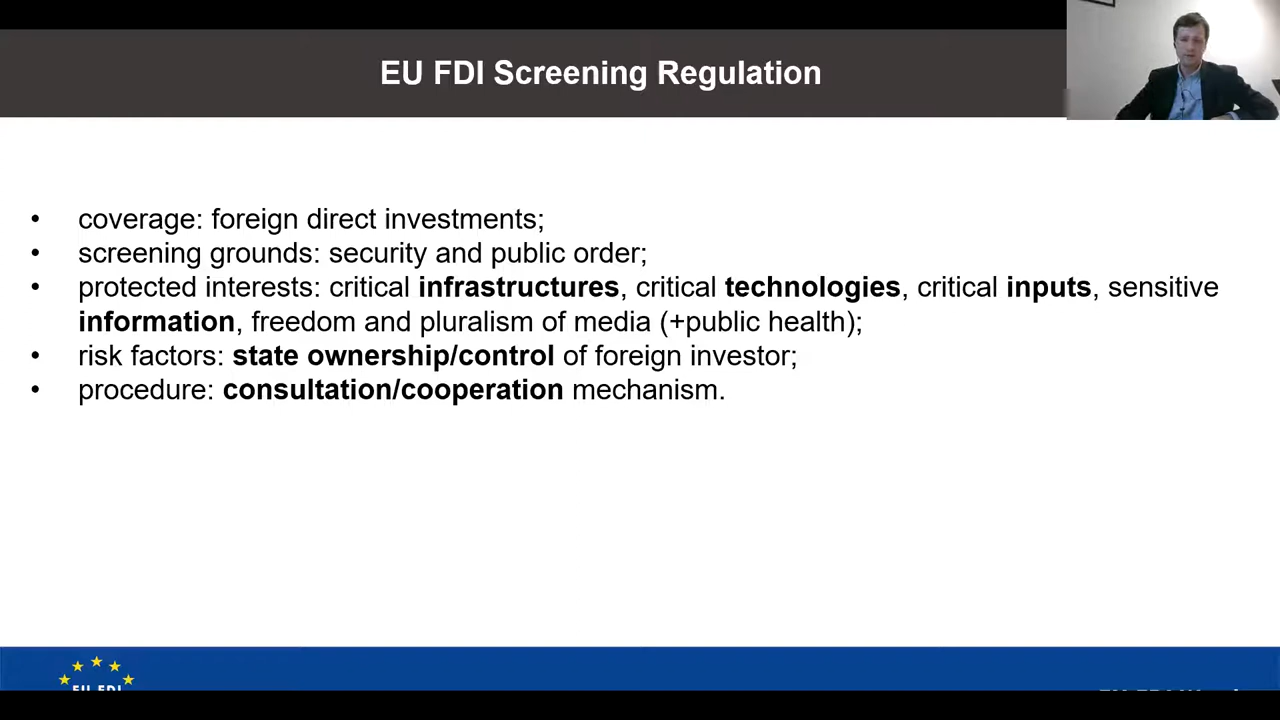 EU FDI Screening Regulation
• coverage: foreign direct investments;
• screening grounds: security and public order;
• protected interests: critical infrastructures, critical technologies, critical inputs, sensitive
information, freedom and pluralism of media (+public health);
• risk factors: state ownership/control of foreign investor;
• procedure: consultation/cooperation mechanism.
EU FDI